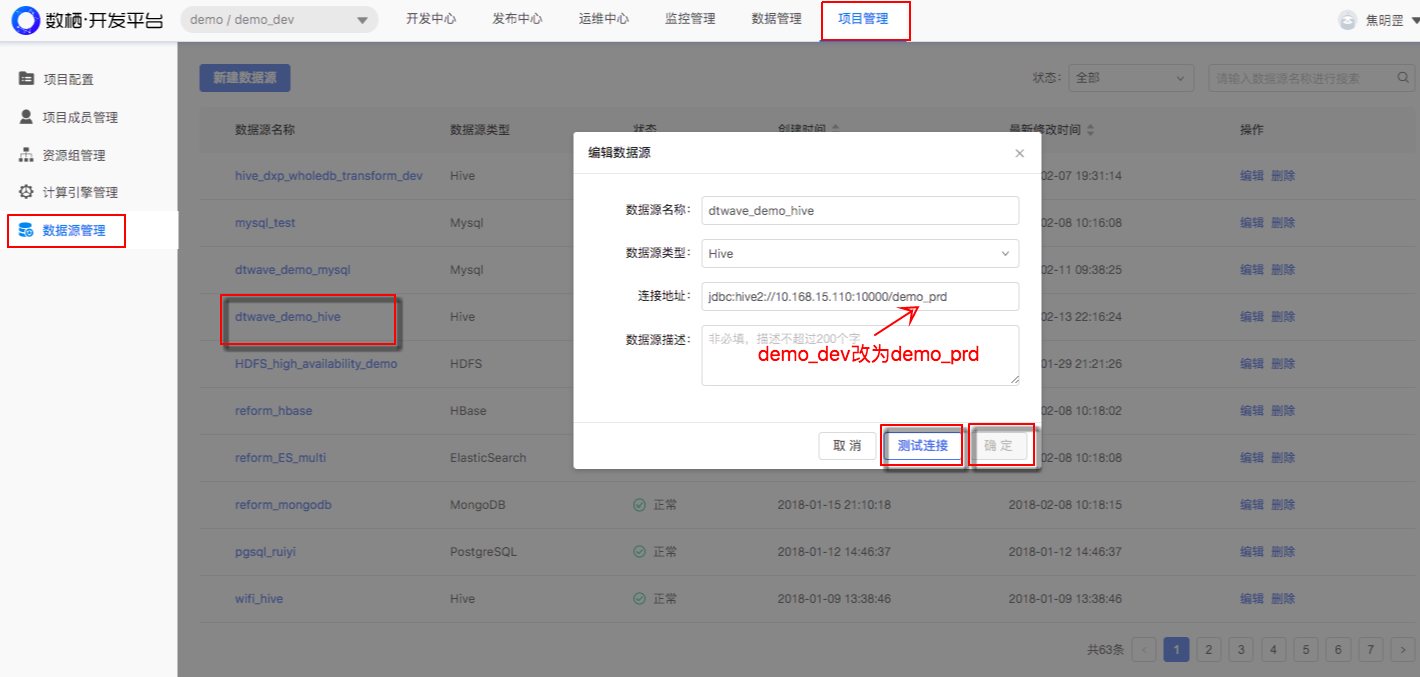 数栖·开发平台
demo / demo_dev
开发中心
发布中心
运维中心
监控管理
数据管理
项目管理
焦明罡
项目配置
项目成员管理
资源组管理
计算引擎管理
数据源管理
新建数据源
状态:
全部
请输入数据源名称进行搜索
数据源名称 数据源类型 状态 创建时间 最新修改时间 操作
hive_dxp_wholedb_transform_dev Hive 02-07 19:31:14 编辑 删除
mysql_test Mysql 02-08 10:16:08 编辑 删除
dtwave_demo_mysql Mysql 02-11 09:38:25 编辑 删除
dtwave_demo_hive Hive 02-13 22:16:24 编辑 删除
HDFS_high_availability_demo HDFS 01-29 21:21:26 编辑 删除
reform_hbase HBase 02-08 10:18:02 编辑 删除
reform_ES_multi ElasticSearch 02-08 10:18:08 编辑 删除
reform_mongodb MongoDB 正常 2018-01-15 21:10:18 2018-02-08 10:18:15 编辑 删除
pgsql_ruiyi PostgreSQL 正常 2018-01-12 14:46:37 2018-01-12 14:46:37 编辑 删除
wifi_hive Hive 正常 2018-01-09 13:38:46 2018-01-09 13:38:46 编辑 删除
共63条 < 1 2 3 4 5 6 7 >
编辑数据源
数据源名称: dtwave_demo_hive
数据源类型: Hive
连接地址: jdbc:hive2://10.168.15.110:10000/demo_prd
数据源描述: 非必填，描述不超过200个字
demo_dev改为demo_prd
取 消 测试连接 确 定